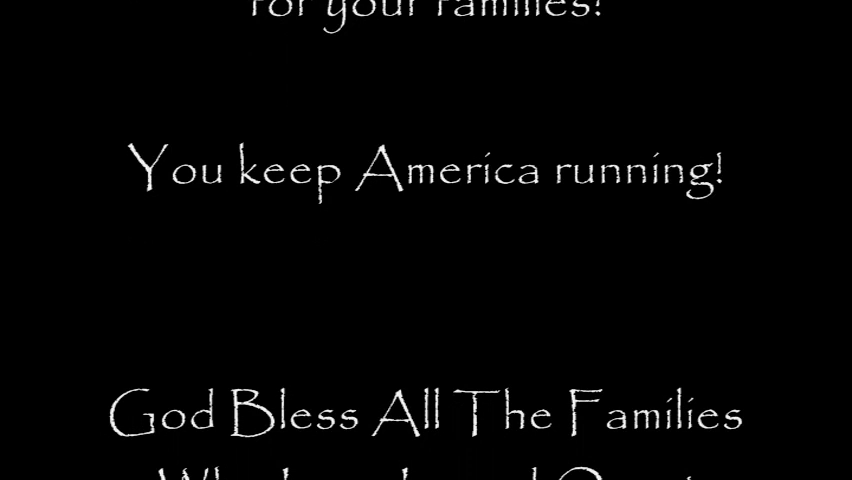 for your families!
You keep America running!
God Bless All The Families